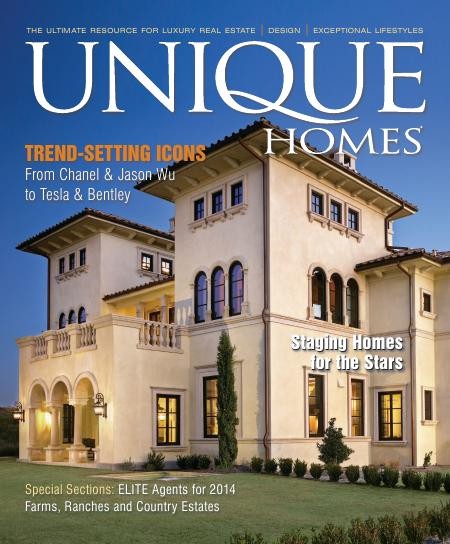 THE ULTIMATE RESOURCE FOR LUXURY REAL ESTATE | DESIGN | EXCEPTIONAL LIFESTYLES
UNIQUE
HOMES
TREND-SETTING ICONS
From Chanel & Jason Wu
to Tesla & Bentley
Staging Homes
for the Stars
Special Sections: ELITE Agents for 2014
Farms, Ranches and Country Estates